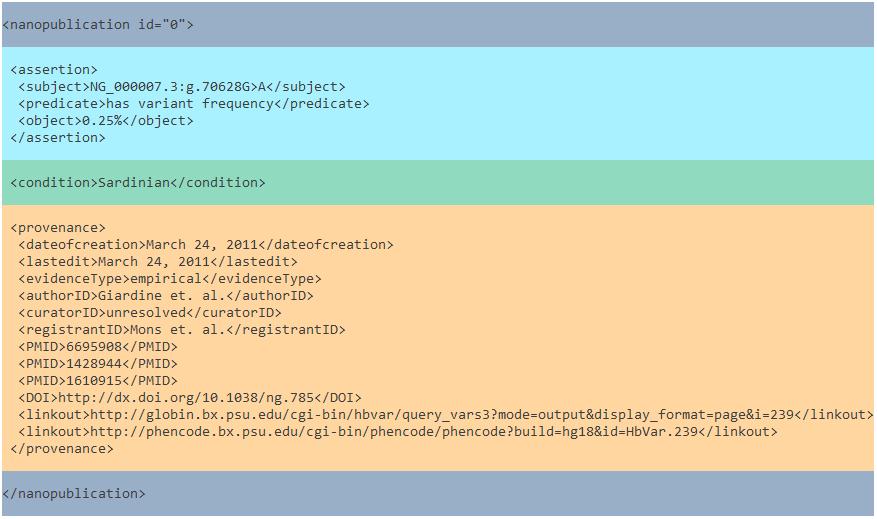 <nanopublication id="0">
<assertion>
<subject>NG_000007.3:g.70628G>A</subject>
<predicate>has variant frequency</predicate>
<object>0.25%</object>
</assertion>
<condition>Sardinian</condition>
<provenance>
<dateofcreation>March 24, 2011</dateofcreation>
<lastedit>March 24, 2011</lastedit>
<evidenceType>empirical</evidenceType>
<authorID>Giardine et. al.</authorID>
<curatorID>unresolved</curatorID>
<registrantID>Mons et. al.</registrantID>
<PMID>6695908</PMID>
<PMID>1428944</PMID>
<PMID>1610915</PMID>
<DOI>http://dx.doi.org/10.1038/ng.785</DOI>
<linkout>http://globin.bx.psu.edu/cgi-bin/hbvar/query_vars3?mode=output&display_format=page&i=239</linkout>
<linkout>http://phencode.bx.psu.edu/cgi-bin/phencode/phencode?build=hg18&id=HbVar.239</linkout>
</provenance>
</nanopublication>